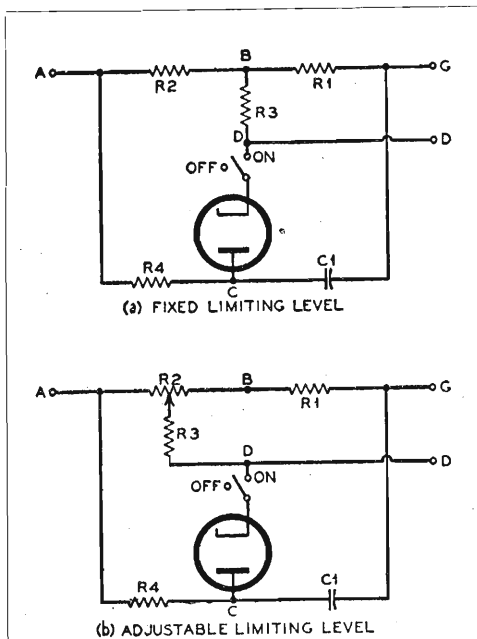 A
B
G
R2
R1
R3
D
D
ON
OFF
R4
C1
C
(a) FIXED LIMITING LEVEL
A
R2
B
G
R1
R3
D
D
ON
OFF
R4
C1
C
(b) ADJUSTABLE LIMITING LEVEL